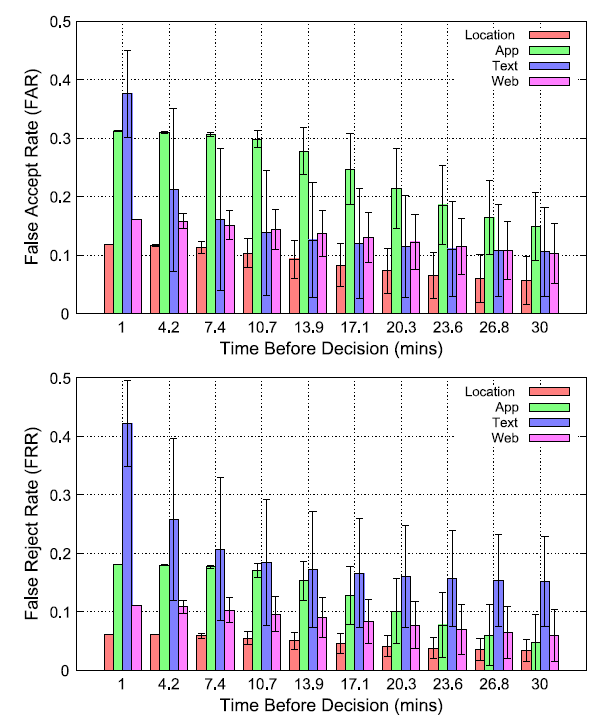 0.5
Location
App
Text
Web
0.4
0.3
0.2
0.1
0
False Accept Rate (FAR)
1 4.2 7.4 10.7 13.9 17.1 20.3 23.6 26.8 30
Time Before Decision (mins)
0.5
Location
App
Text
Web
0.4
0.3
0.2
0.1
0
False Reject Rate (FRR)
1 4.2 7.4 10.7 13.9 17.1 20.3 23.6 26.8 30
Time Before Decision (mins)